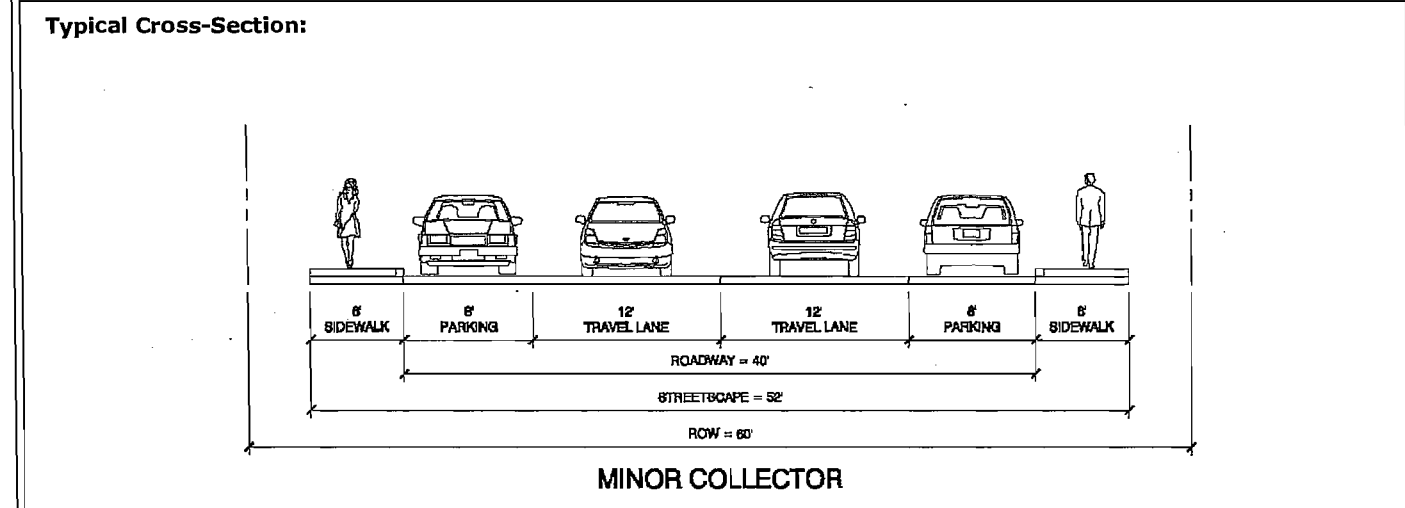 Typical Cross-Section:
6' 8' 12' 12' 8' 6'
SIDEWALK PARKING TRAVEL LANE TRAVEL LANE PARKING SIDEWALK
ROADWAY = 40'
STREETSCAPE = 52'
ROW = 60'
MINOR COLLECTOR